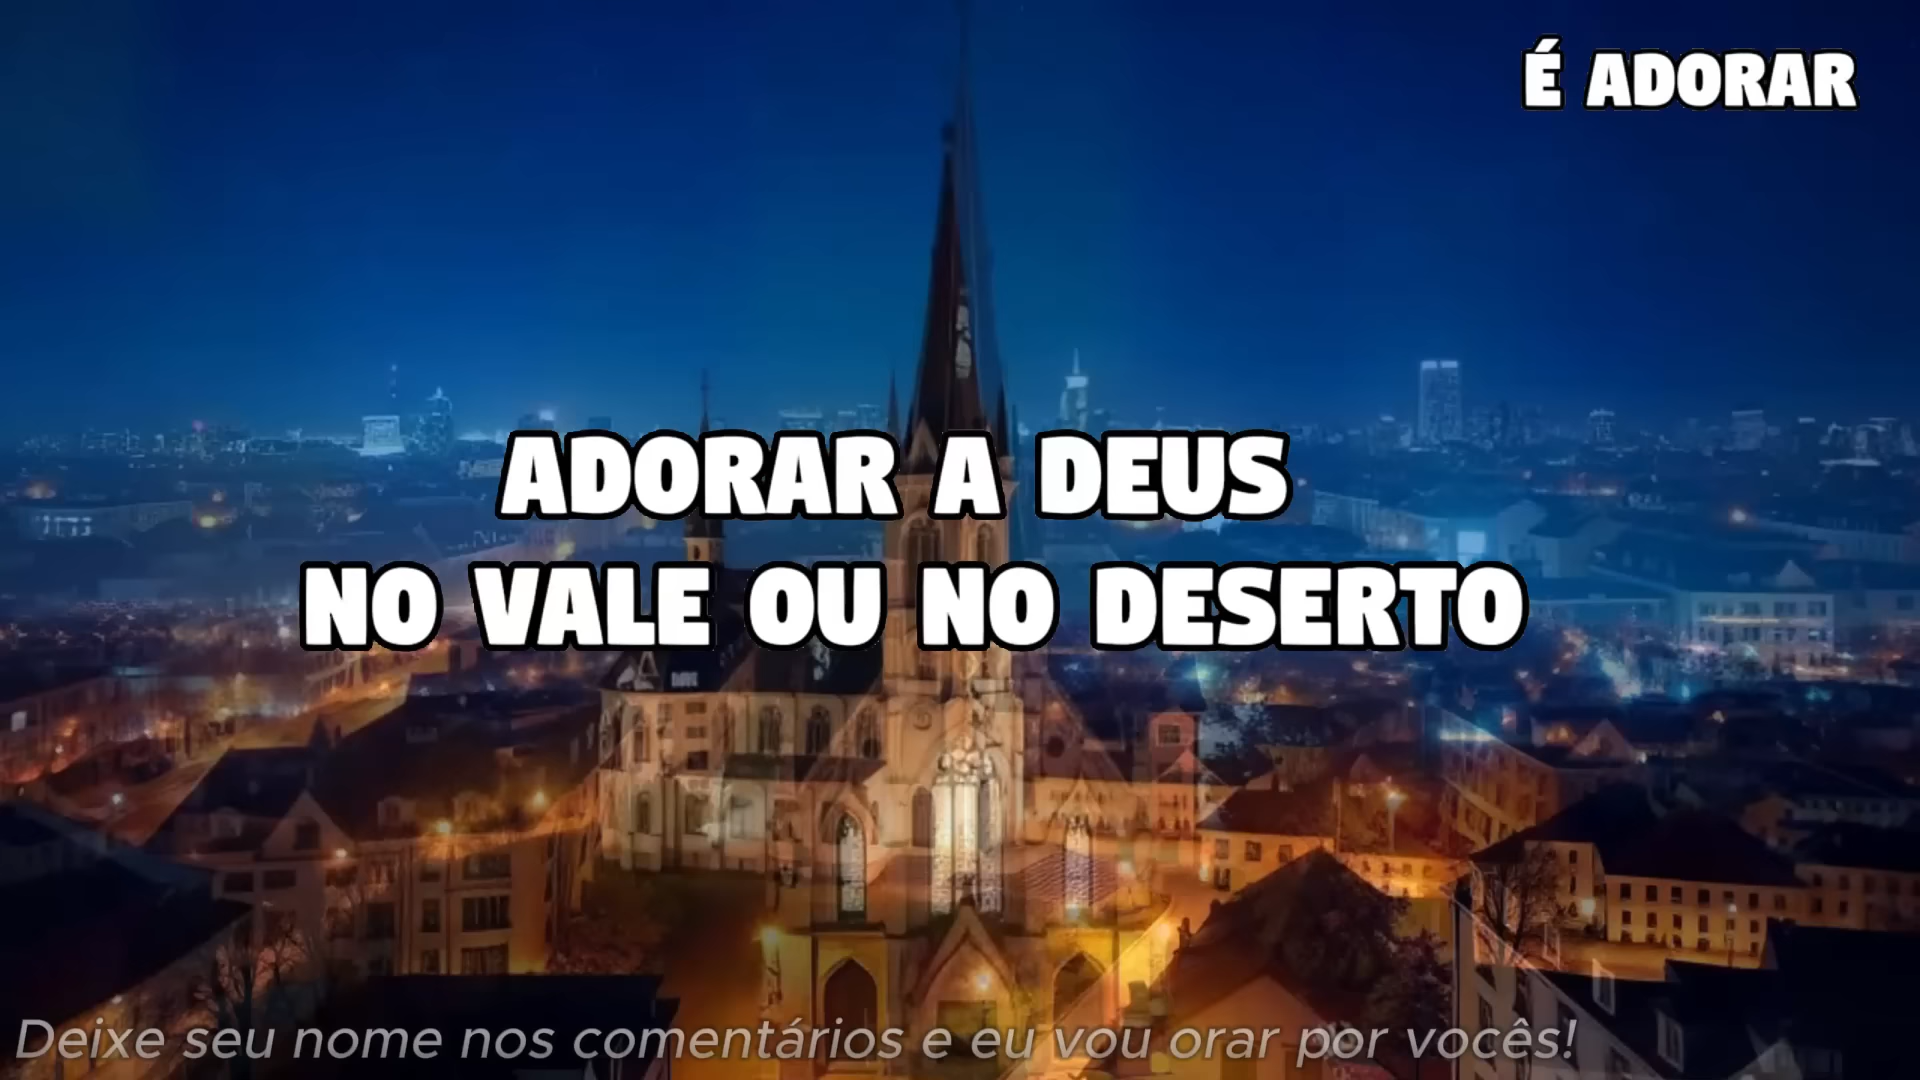 É ADORAR
ADORAR A DEUS
NO VALE OU NO DESERTO
Deixe seu nome nos comentários e eu vou orar por vocês!